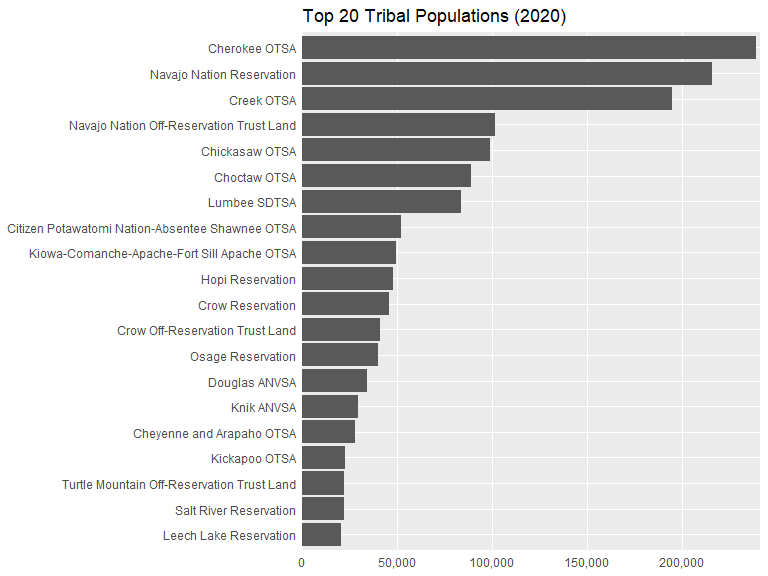 Top 20 Tribal Populations (2020)
Cherokee OTSA
Navajo Nation Reservation
Creek OTSA
Navajo Nation Off-Reservation Trust Land
Chickasaw OTSA
Choctaw OTSA
Lumbee SDTSA
Citizen Potawatomi Nation-Absentee Shawnee OTSA
Kiowa-Comanche-Apache-Fort Sill Apache OTSA
Hopi Reservation
Crow Reservation
Crow Off-Reservation Trust Land
Osage Reservation
Douglas ANVSA
Knik ANVSA
Cheyenne and Arapaho OTSA
Kickapoo OTSA
Turtle Mountain Off-Reservation Trust Land
Salt River Reservation
Leech Lake Reservation
0 50,000 100,000 150,000 200,000